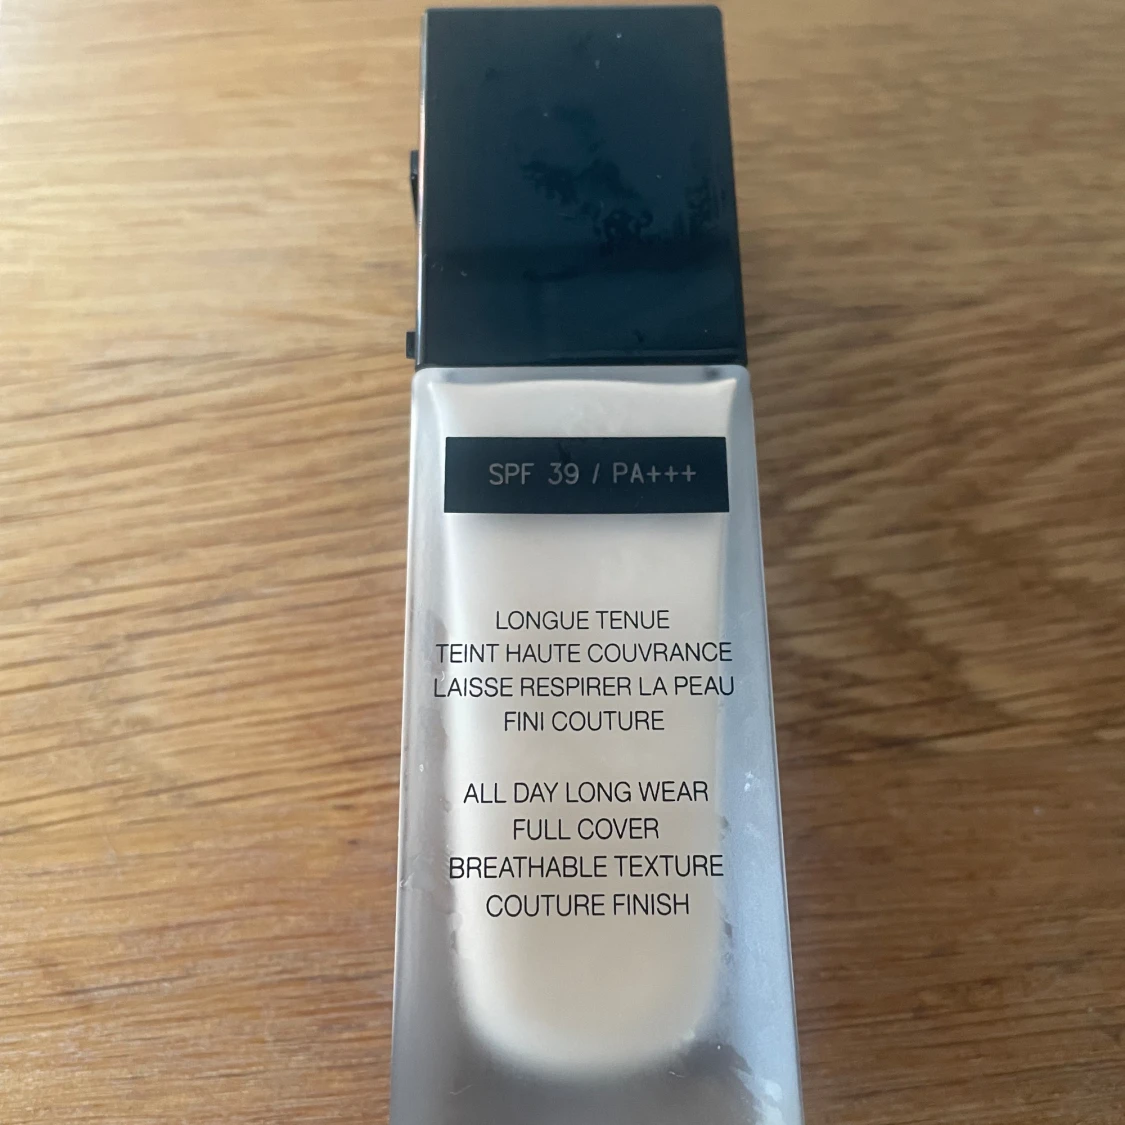 SPF 39 / PA+++
LONGUE TENUE
TEINT HAUTE COUVRANCE
LAISSE RESPIRER LA PEAU
FINI COUTURE
ALL DAY LONG WEAR
FULL COVER
BREATHABLE TEXTURE
COUTURE FINISH